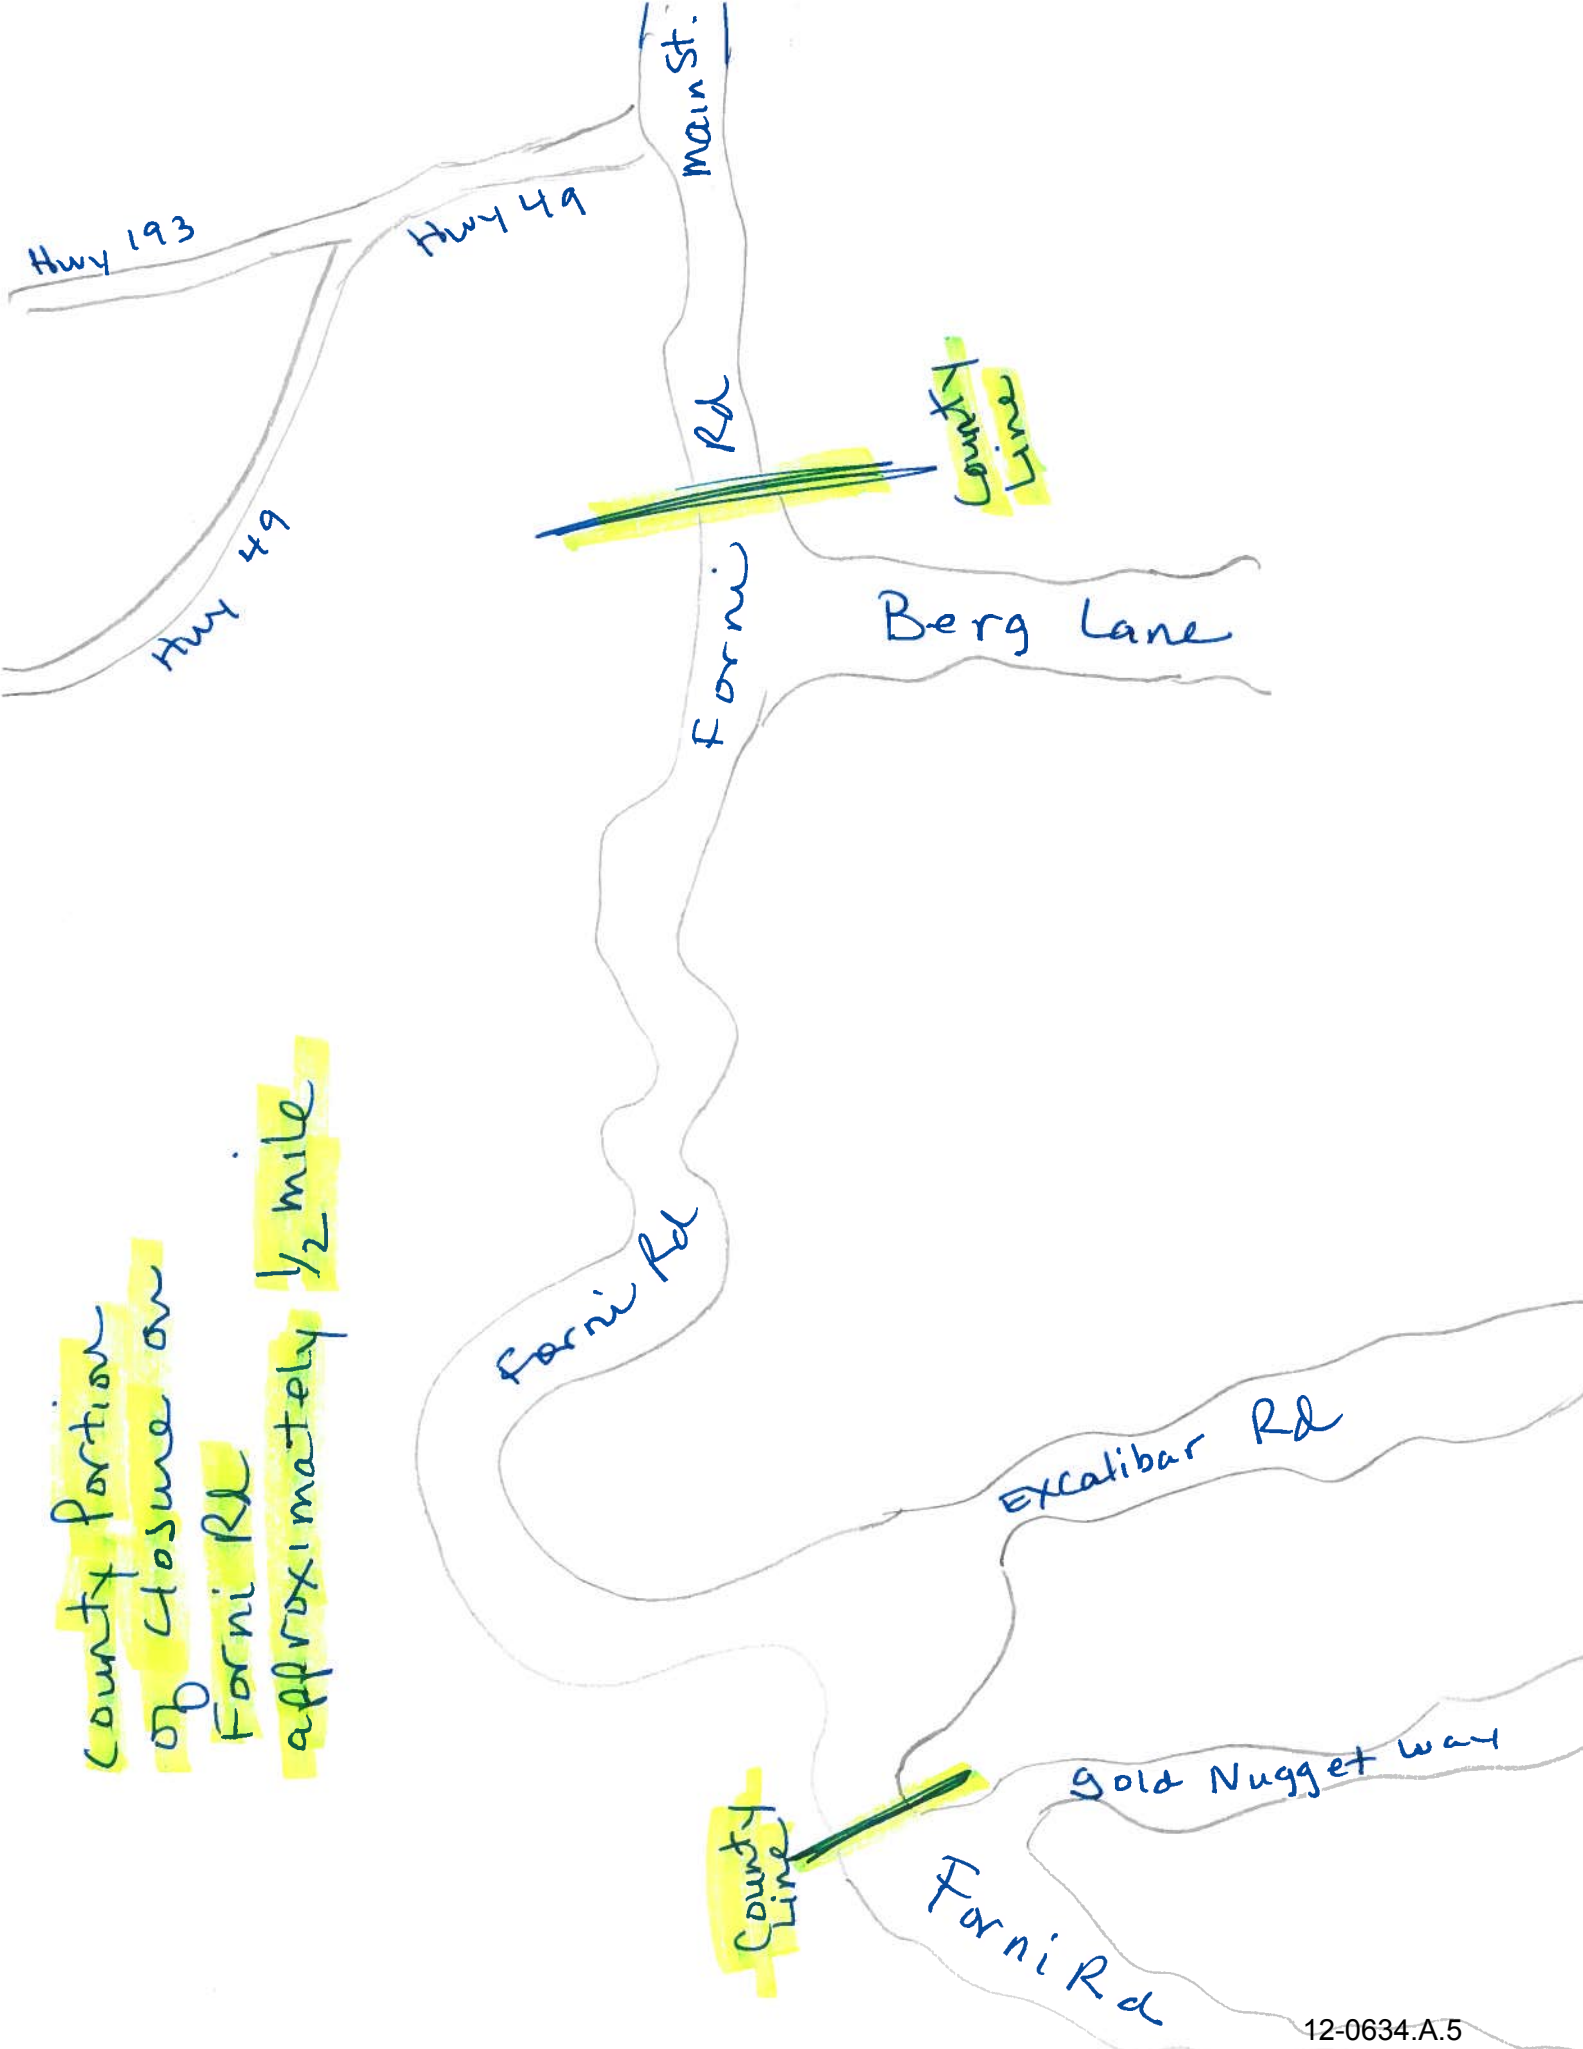 Main St.
Hwy 193
Hwy 49
Rd
County
Line
Hwy 49
Forni
Berg Lane
Forni Rd
County Portion
of closure on
Forni Rd
approximately 1/2 mile
Excalibar Rd
gold Nugget way
County
Line
Forni Rd
12-0634.A.5